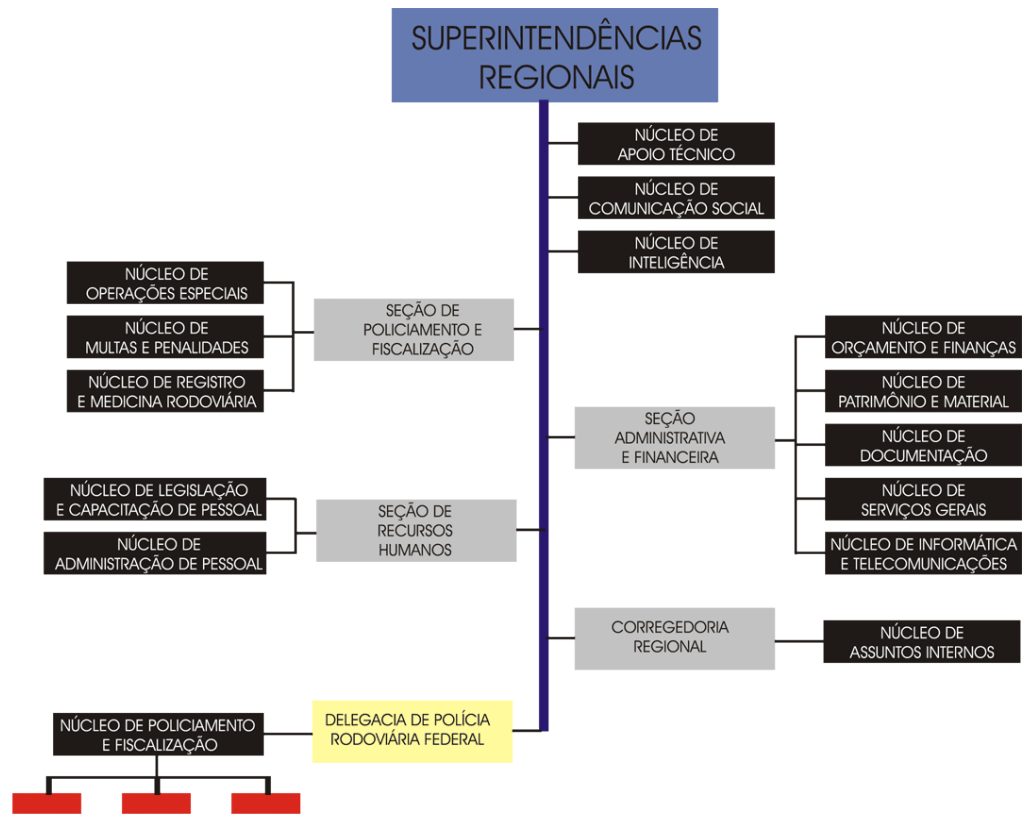 SUPERINTENDÊNCIAS
REGIONAIS
NÚCLEO DE
APOIO TÉCNICO
NÚCLEO DE
COMUNICAÇÃO SOCIAL
NÚCLEO DE
INTELIGÊNCIA
NÚCLEO DE
OPERAÇÕES ESPECIAIS
NÚCLEO DE
MULTAS E PENALIDADES
NÚCLEO DE REGISTRO
E MEDICINA RODOVIÁRIA
SEÇÃO DE
POLICIAMENTO E
FISCALIZAÇÃO
SEÇÃO
ADMINISTRATIVA
E FINANCEIRA
NÚCLEO DE
ORÇAMENTO E FINANÇAS
NÚCLEO DE
PATRIMÔNIO E MATERIAL
NÚCLEO DE
DOCUMENTAÇÃO
NÚCLEO DE
SERVIÇOS GERAIS
NÚCLEO DE INFORMÁTICA
E TELECOMUNICAÇÕES
NÚCLEO DE LEGISLAÇÃO
E CAPACITAÇÃO DE PESSOAL
NÚCLEO DE
ADMINISTRAÇÃO DE PESSOAL
SEÇÃO DE
RECURSOS
HUMANOS
CORREGEDORIA
REGIONAL
NÚCLEO DE
ASSUNTOS INTERNOS
NÚCLEO DE POLICIAMENTO
E FISCALIZAÇÃO
DELEGACIA DE POLÍCIA
RODOVIÁRIA FEDERAL